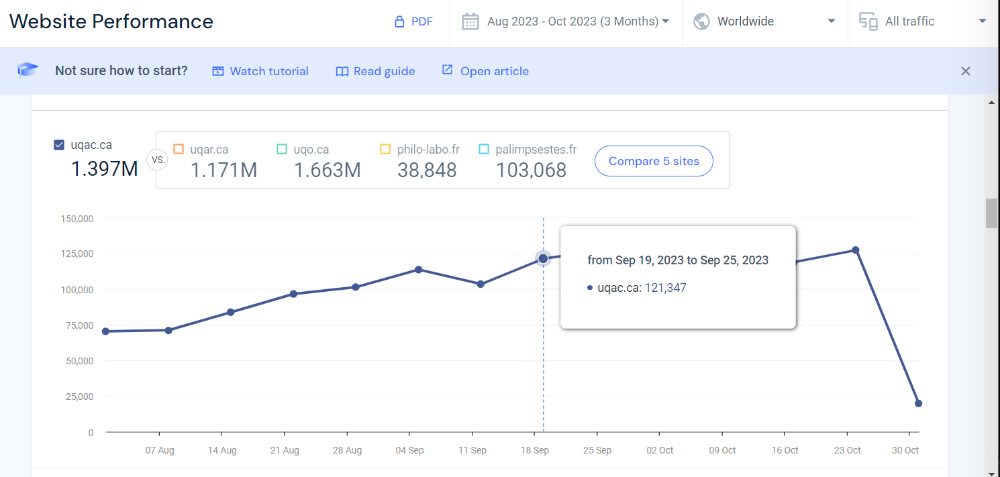 Website Performance
PDF
Aug 2023 - Oct 2023 (3 Months)
Worldwide
All traffic
Not sure how to start?
Watch tutorial
Read guide
Open article
uqac.ca
1.397M
VS.
uqar.ca
1.171M
uqo.ca
1.663M
philo-labo.fr
38,848
palimpsestes.fr
103,068
Compare 5 sites
150,000
125,000
100,000
75,000
50,000
25,000
0
from Sep 19, 2023 to Sep 25, 2023
uqac.ca: 121,347
07 Aug
14 Aug
21 Aug
28 Aug
04 Sep
11 Sep
18 Sep
25 Sep
02 Oct
09 Oct
16 Oct
23 Oct
30 Oct